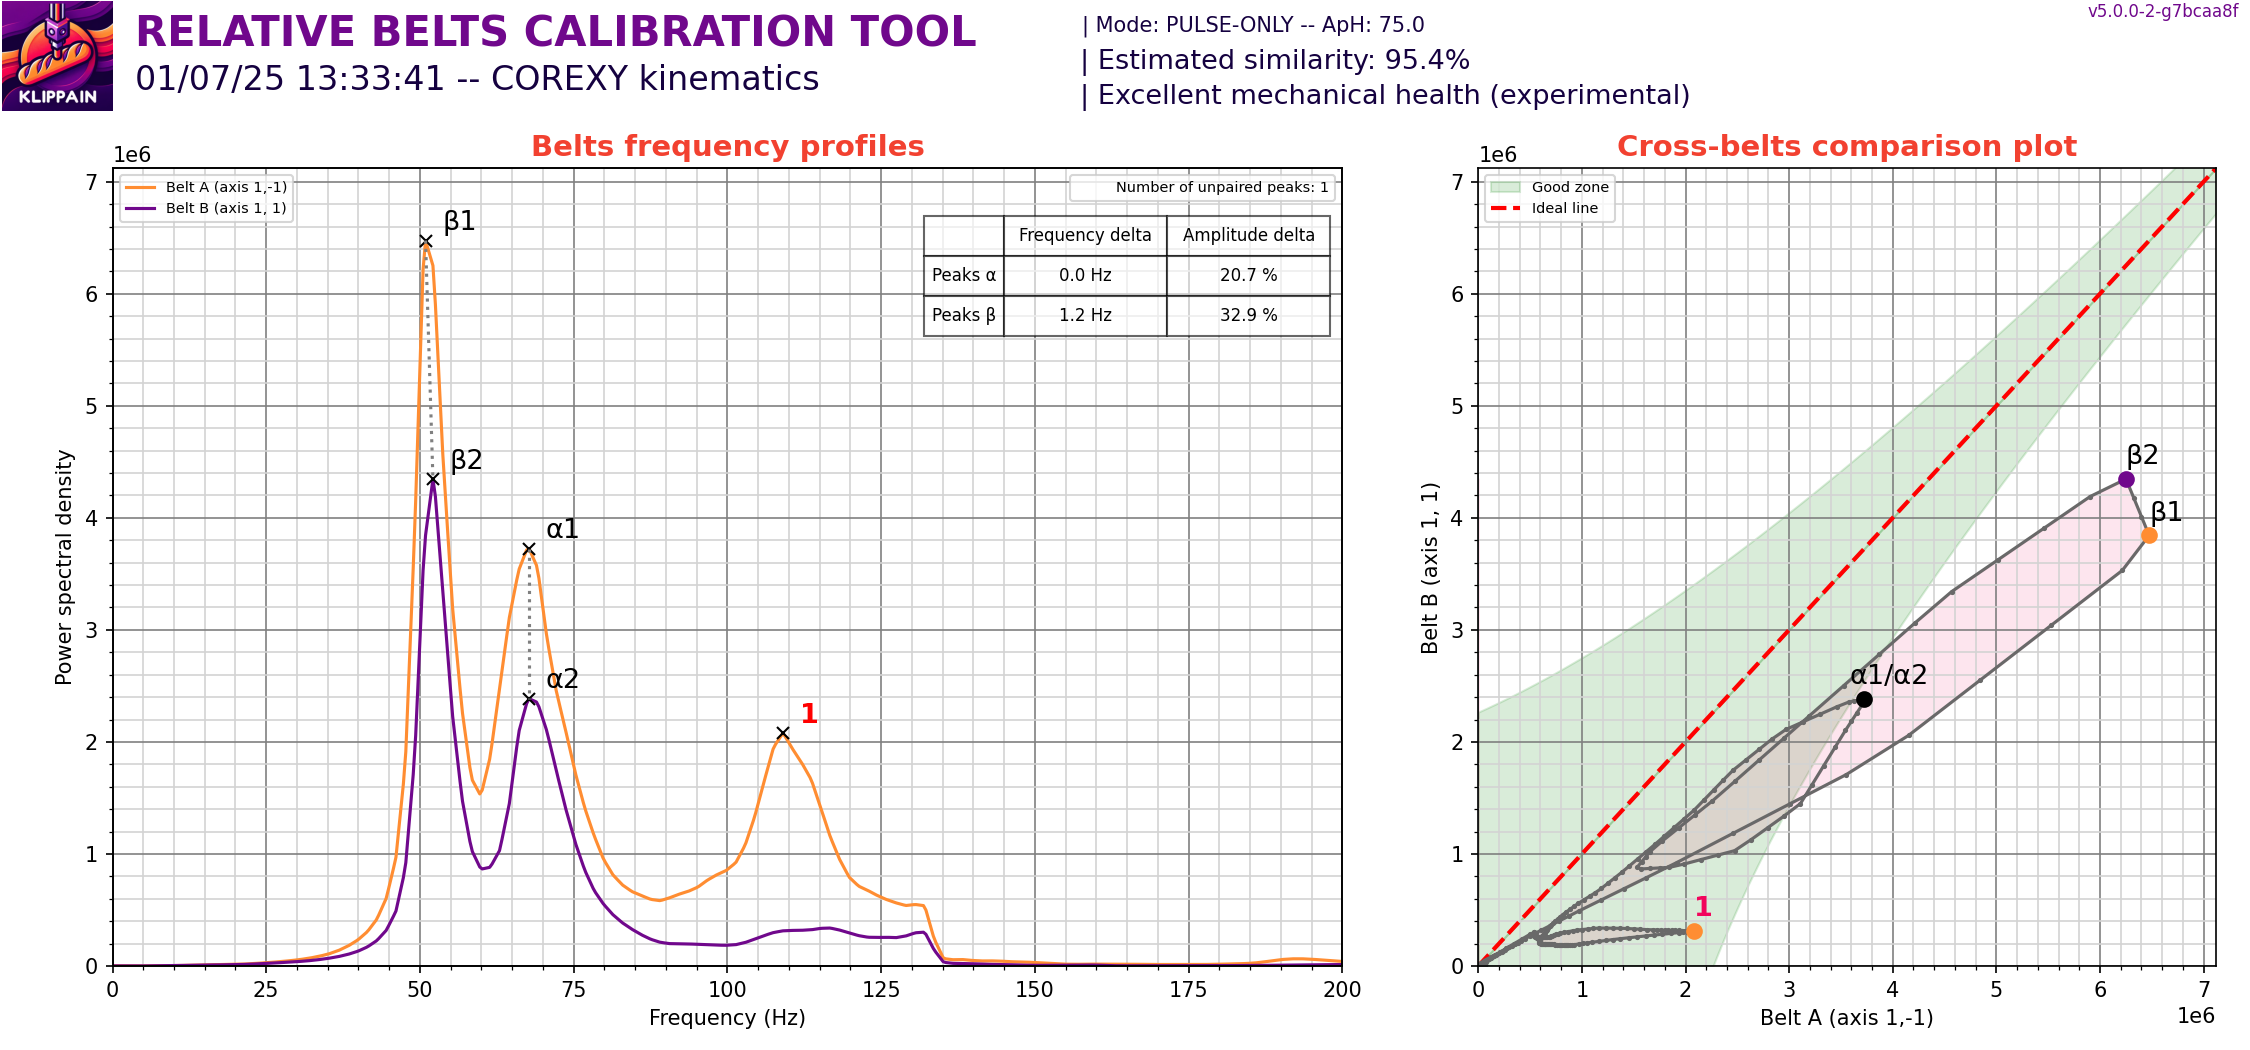 KLIPPAIN
RELATIVE BELTS CALIBRATION TOOL
01/07/25 13:33:41 -- COREXY kinematics
| Mode: PULSE-ONLY -- ApH: 75.0
| Estimated similarity: 95.4%
| Excellent mechanical health (experimental)
v5.0.0-2-g7bcaa8f
Belts frequency profiles
1e6
Belt A (axis 1,-1)
Belt B (axis 1, 1)
Number of unpaired peaks: 1
Frequency delta Amplitude delta
Peaks α 0.0 Hz 20.7 %
Peaks β 1.2 Hz 32.9 %
β1
β2
α1
α2
1
7
6
5
4
3
2
1
0
Power spectral density
0 25 50 75 100 125 150 175 200
Frequency (Hz)
Cross-belts comparison plot
1e6
Good zone
Ideal line
β2
β1
α1/α2
1
7
6
5
4
3
2
1
0
Belt B (axis 1, 1)
0 1 2 3 4 5 6 7
Belt A (axis 1,-1)
1e6